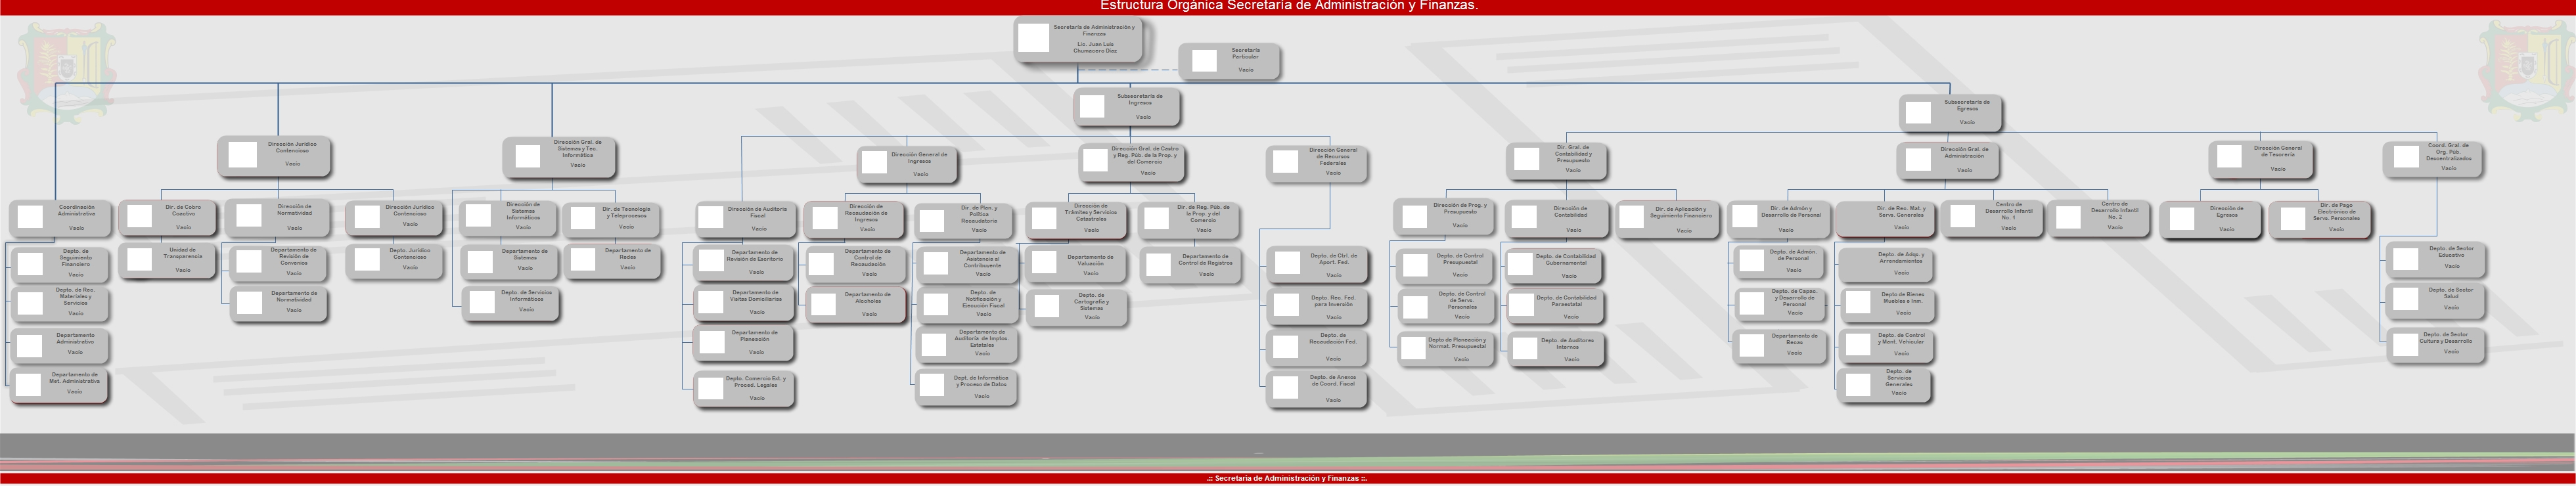 Estructura Orgánica Secretaría de Administración y Finanzas.
Secretaría de Administración y
Finanzas
Lic. Juan Luis
Chumacero Díaz
Secretaría
Particular
Vacío
Subsecretaría de
Ingresos
Vacío
Subsecretaría de
Egresos
Vacío
Dirección Jurídico
Contencioso
Vacío
Dirección Gral. de
Sistemas y Tec.
Informática
Vacío
Dirección General de
Ingresos
Vacío
Dirección Gral. de Castro
y Reg. Púb. de la Prop. y
del Comercio
Vacío
Dirección General
de Recursos
Federales
Vacío
Dir. Gral. de
Contabilidad y
Presupuesto
Vacío
Dirección Gral. de
Administración
Vacío
Dirección General
de Tesorería
Vacío
Coord. Gral. de
Org. Púb.
Descentralizados
Vacío
Coordinación
Administrativa
Vacío
Dir. de Cobro
Coactivo
Vacío
Dirección de
Normatividad
Vacío
Dirección Jurídico
Contencioso
Vacío
Dirección de
Sistemas
Informáticos
Vacío
Dir. de Tecnología
y Teleprocesos
Vacío
Dirección de Auditoría
Fiscal
Vacío
Dirección de
Recaudación de
Ingresos
Vacío
Dir. de Plan. y
Política
Recaudatoria
Vacío
Dirección de
Trámites y Servicios
Catastrales
Vacío
Dir. de Reg. Púb. de
la Prop. y del
Comercio
Vacío
Dirección de Prog. y
Presupuesto
Vacío
Dirección de
Contabilidad
Vacío
Dir. de Aplicación y
Seguimiento Financiero
Vacío
Dir. de Admón y
Desarrollo de Personal
Vacío
Dir. de Rec. Mat. y
Servs. Generales
Vacío
Centro de
Desarrollo Infantil
No. 1
Vacío
Centro de
Desarrollo Infantil
No. 2
Vacío
Dirección de
Egresos
Vacío
Dir. de Pago
Electrónico de
Servs. Personales
Vacío
Depto. de
Seguimiento
Financiero
Vacío
Unidad de
Transparencia
Vacío
Departamento de
Revisión de
Convenios
Vacío
Depto. Jurídico
Contencioso
Vacío
Departamento de
Sistemas
Vacío
Departamento de
Redes
Vacío
Departamento de
Revisión de Escritorio
Vacío
Departamento de
Control de
Recaudación
Vacío
Departamento de
Asistencia al
Contribuyente
Vacío
Departamento de
Valuación
Vacío
Departamento de
Control de Registros
Vacío
Depto. de Ctrl. de
Aport. Fed.
Vacío
Depto. de Control
Presupuestal
Vacío
Depto. de Contabilidad
Gubernamental
Vacío
Depto. de Admón.
de Personal
Vacío
Depto. de Adqs. y
Arrendamientos
Vacío
Depto. de Sector
Educativo
Vacío
Depto. de Rec.
Materiales y
Servicios
Vacío
Departamento de
Normatividad
Vacío
Depto. de Servicios
Informáticos
Vacío
Departamento de
Visitas Domiciliarias
Vacío
Departamento de
Alcoholes
Vacío
Depto. de
Notificación y
Ejecución Fiscal
Vacío
Depto. de
Cartografía y
Sistemas
Vacío
Depto. Rec. Fed.
para Inversión
Vacío
Depto. de Control
de Servs.
Personales
Vacío
Depto. de Contabilidad
Paraestatal
Vacío
Depto. de Capac.
y Desarrollo de
Personal
Vacío
Depto de Bienes
Muebles e Inm.
Vacío
Depto. de Sector
Salud
Vacío
Departamento
Administrativo
Vacío
Departamento de
Planeación
Vacío
Departamento de
Auditoría de Imptos.
Estatales
Vacío
Depto. de
Recaudación Fed.
Vacío
Depto de Planeación y
Normat. Presupuestal
Vacío
Depto. de Auditores
Internos
Vacío
Departamento de
Becas
Vacío
Depto. de Control
y Mant. Vehicular
Vacío
Depto. de Sector
Cultura y Desarrollo
Vacío
Departamento de
Mat. Administrativa
Vacío
Depto. Comercio Ext. y
Proced. Legales
Vacío
Dept. de Informática
y Proceso de Datos
Vacío
Depto. de Anexos
de Coord. Fiscal
Vacío
Depto. de
Servicios
Generales
Vacío
.:: Secretaría de Administración y Finanzas ::.